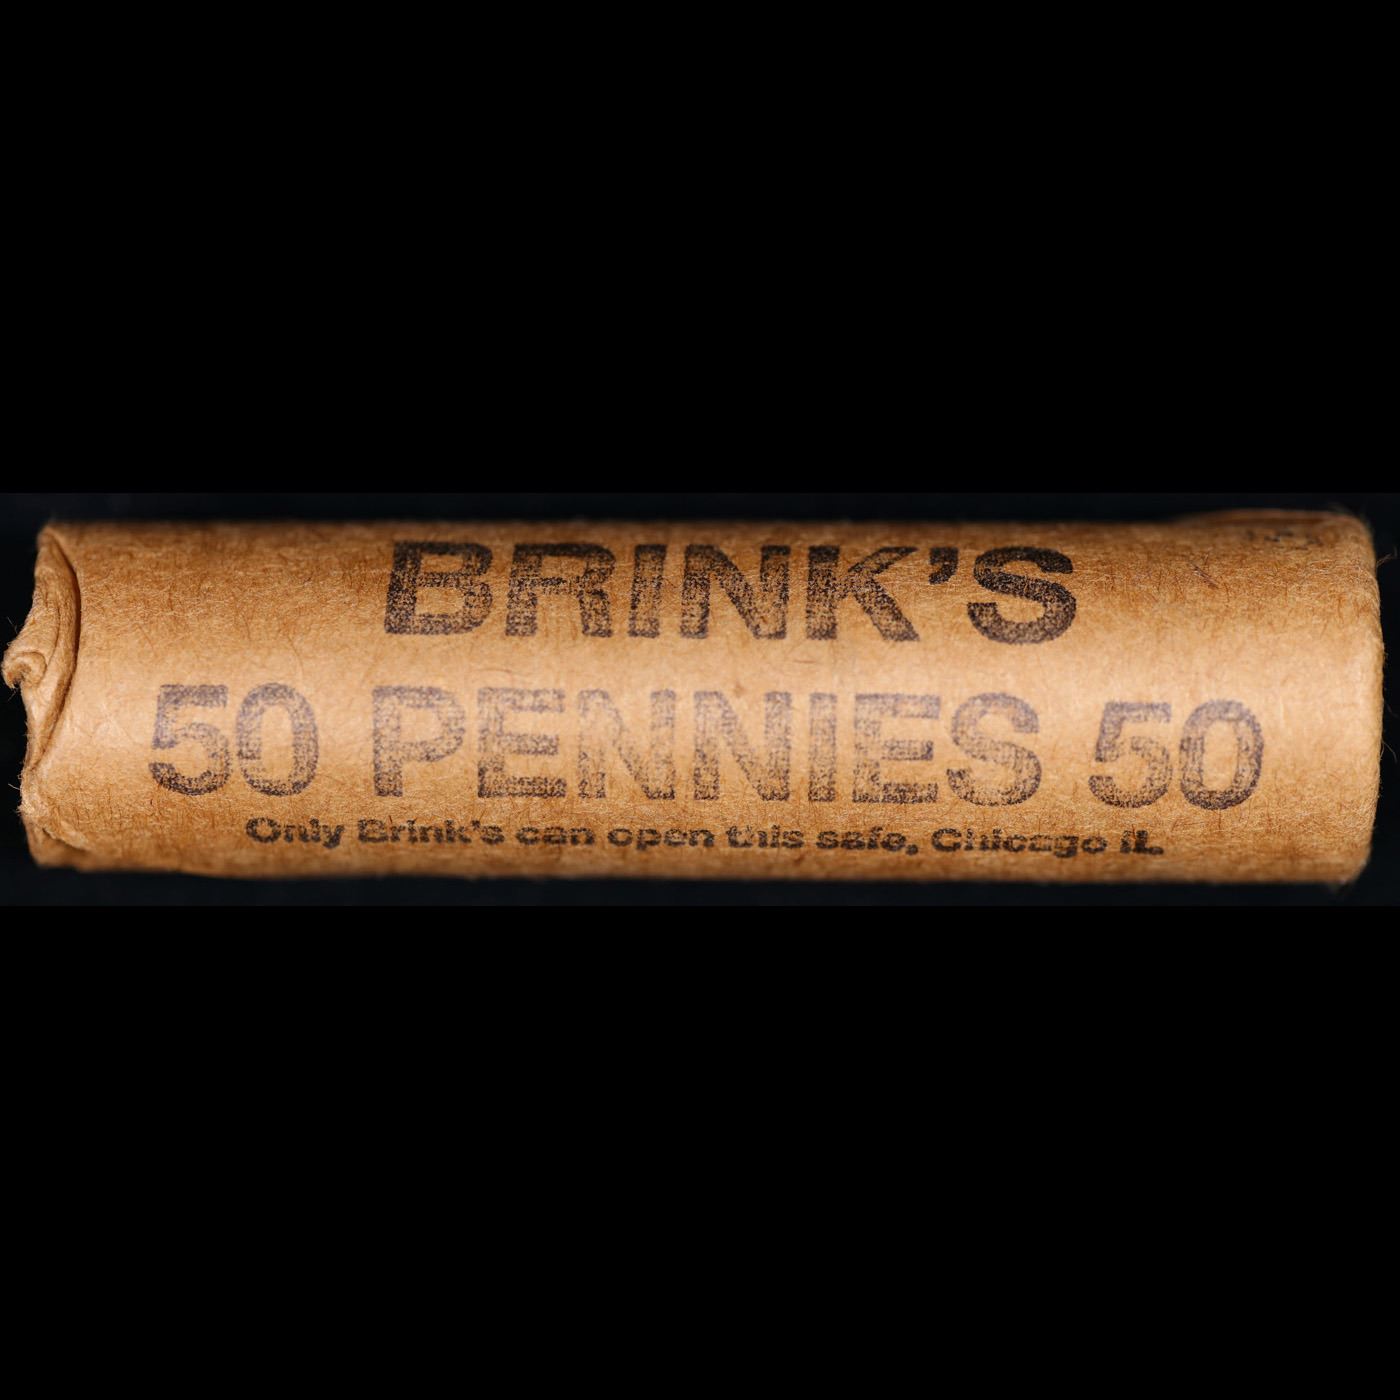 BRINK'S
50 PENNIES 50
Only Brink's can open this safe, Chicago IL.